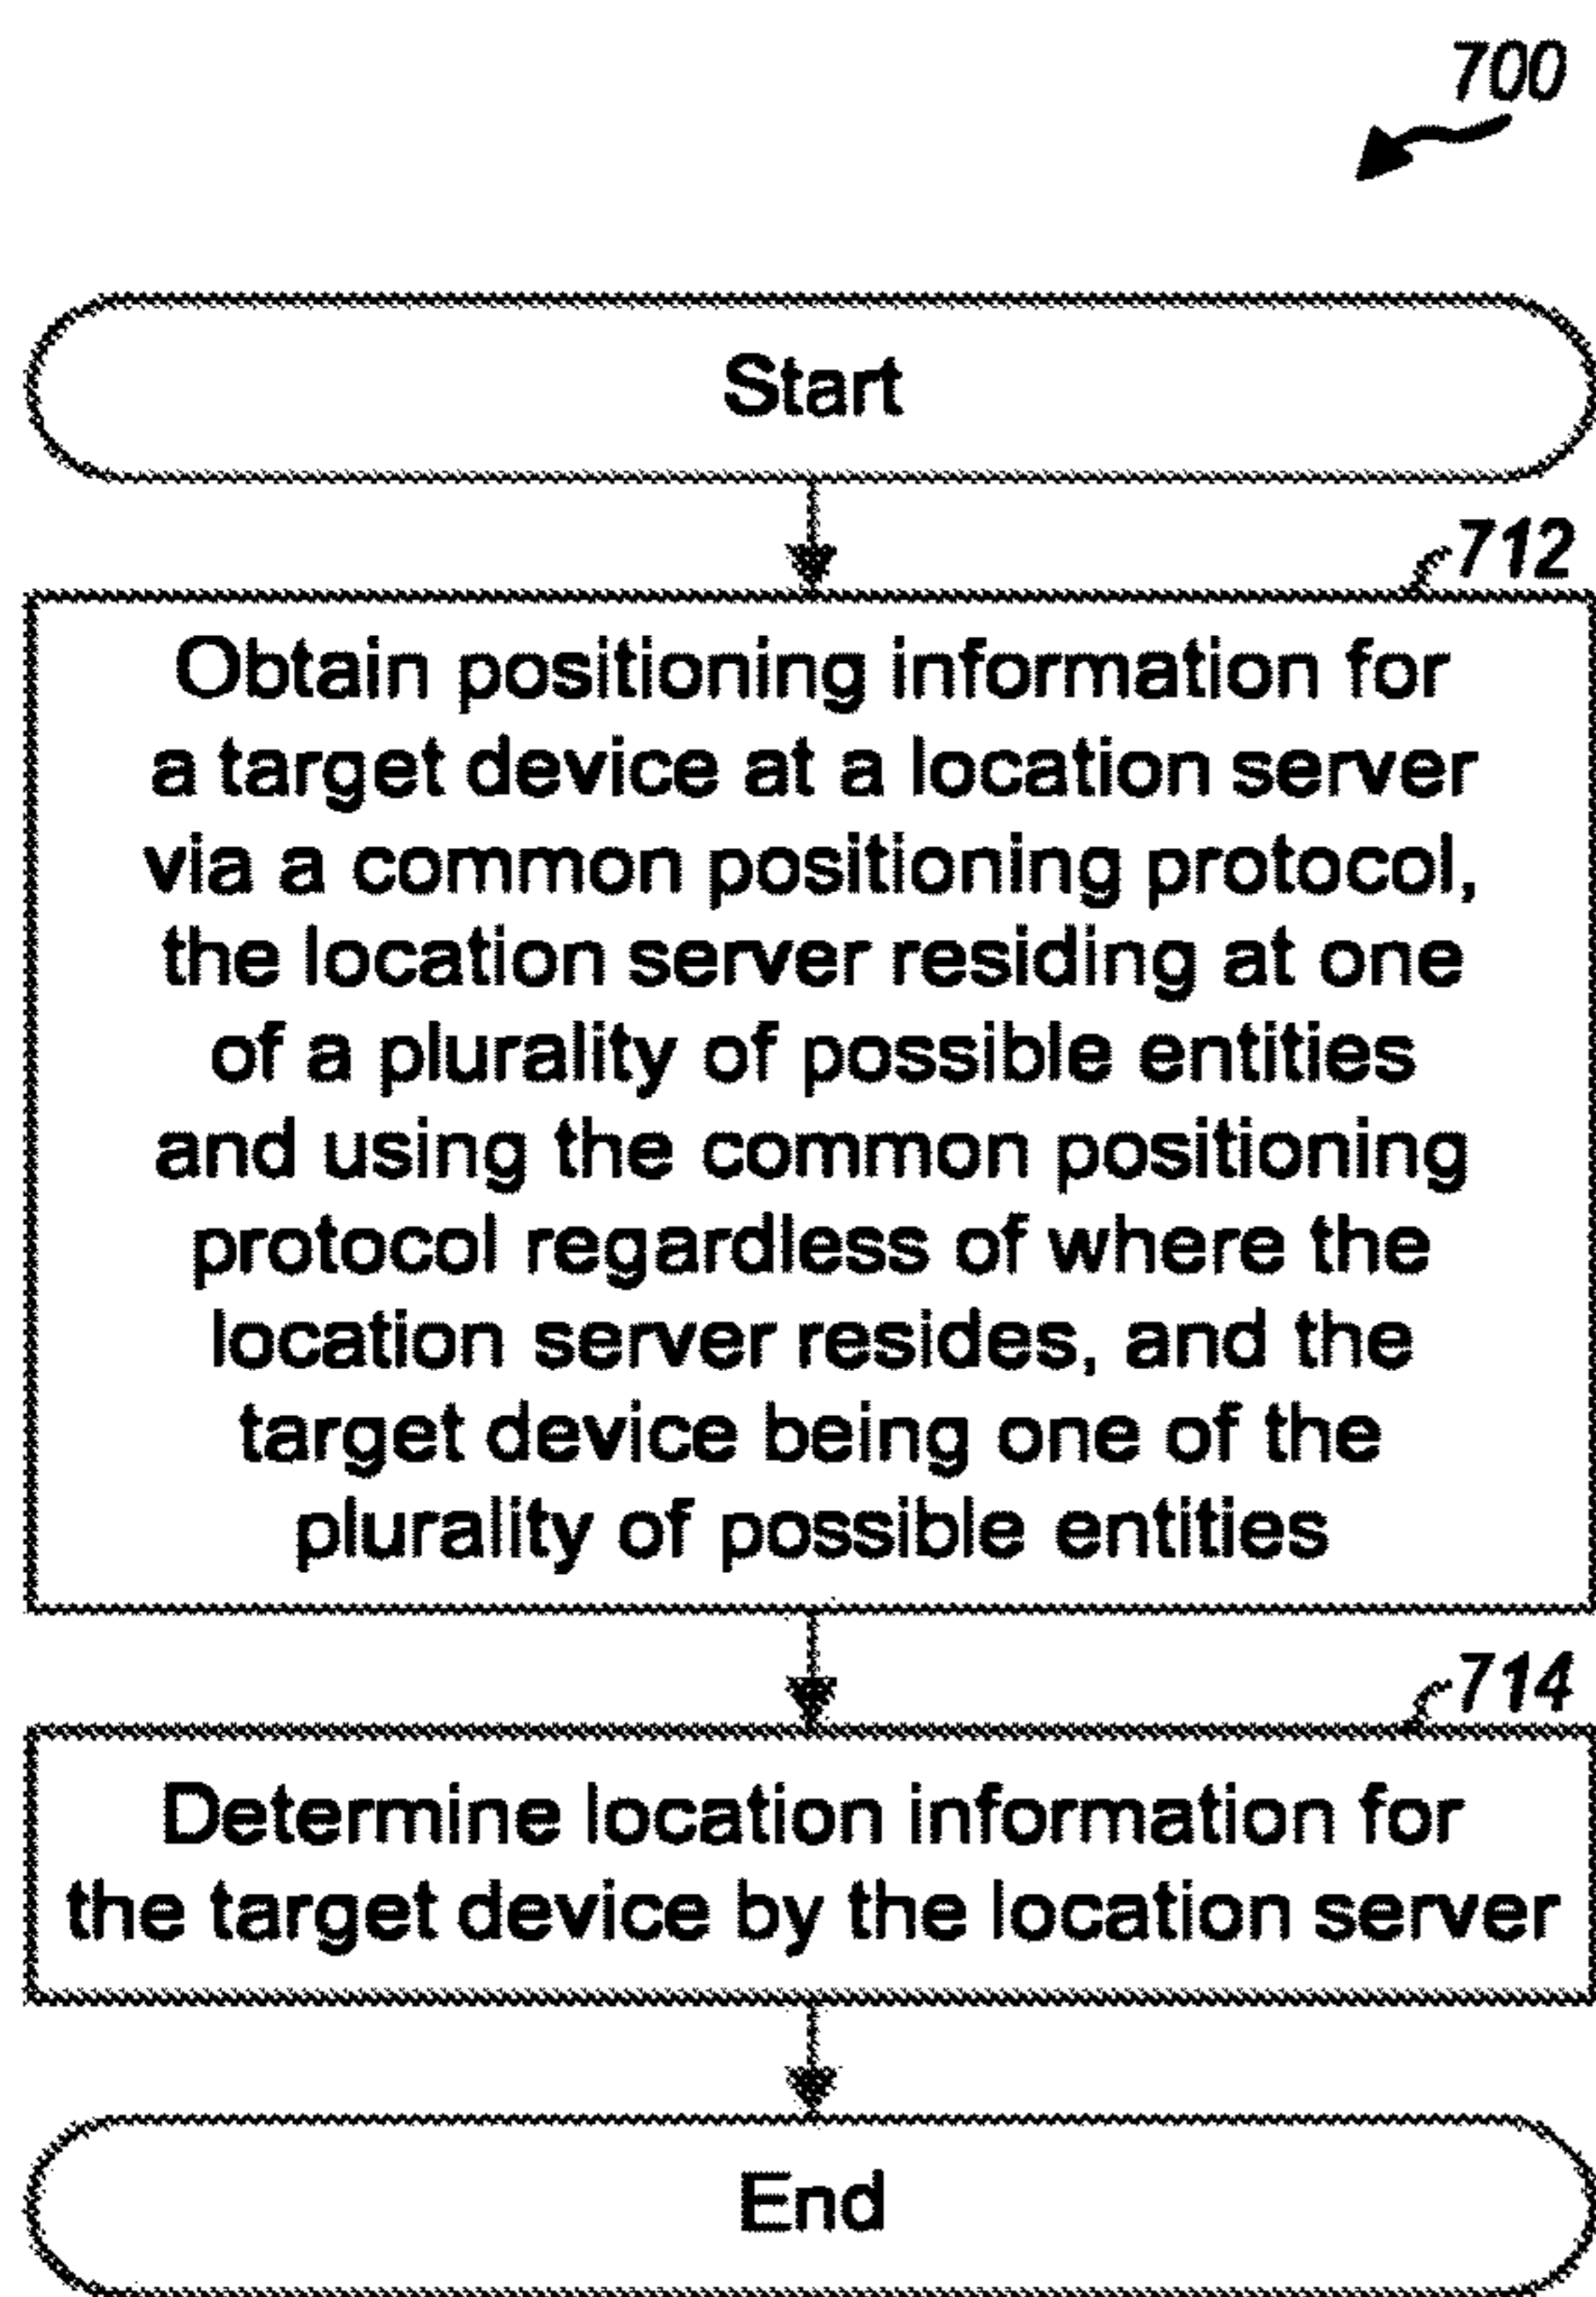 700
Start
712
Obtain positioning information for
a target device at a location server
via a common positioning protocol,
the location server residing at one
of a plurality of possible entities
and using the common positioning
protocol regardless of where the
location server resides, and the
target device being one of the
plurality of possible entities
714
Determine location information for
the target device by the location server
End